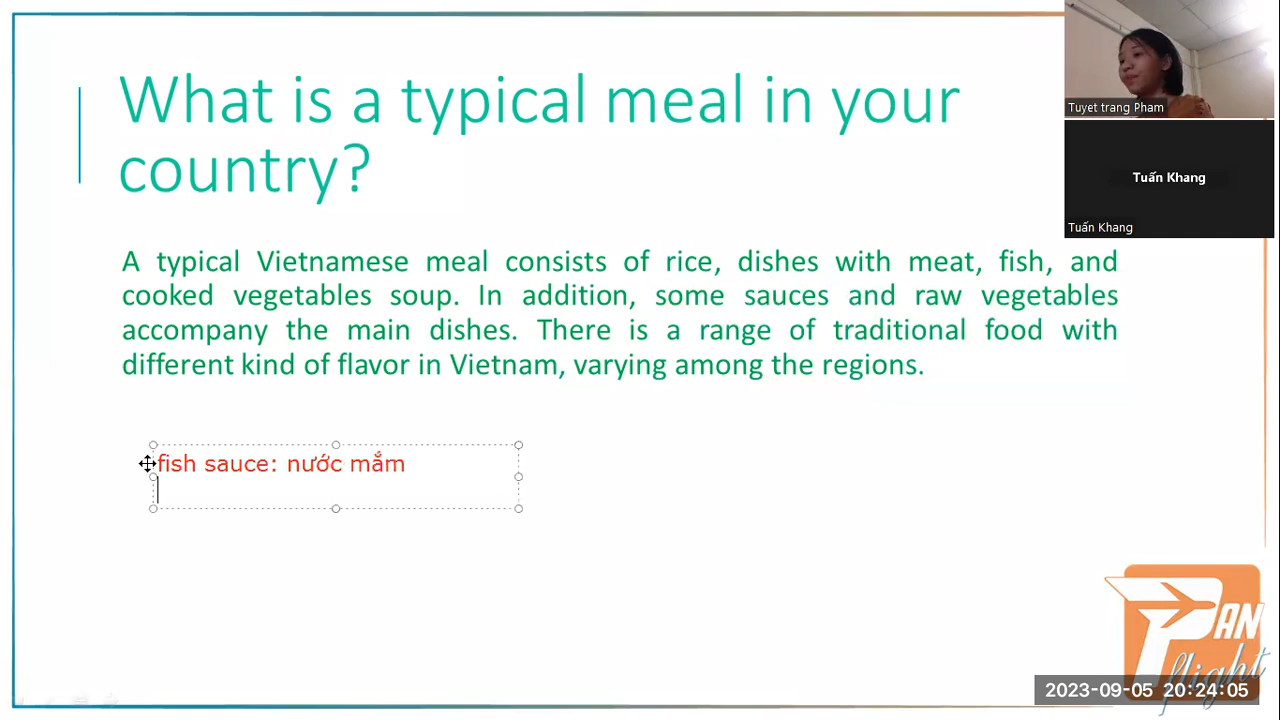 What is a typical meal in your
country?
A typical Vietnamese meal consists of rice, dishes with meat, fish, and
cooked vegetables soup. In addition, some sauces and raw vegetables
accompany the main dishes. There is a range of traditional food with
different kind of flavor in Vietnam, varying among the regions.
fish sauce: nước mắm
Tuyet trang Pham
Tuấn Khang
Tuấn Khang
PAN
flight
2023-09-05 20:24:05